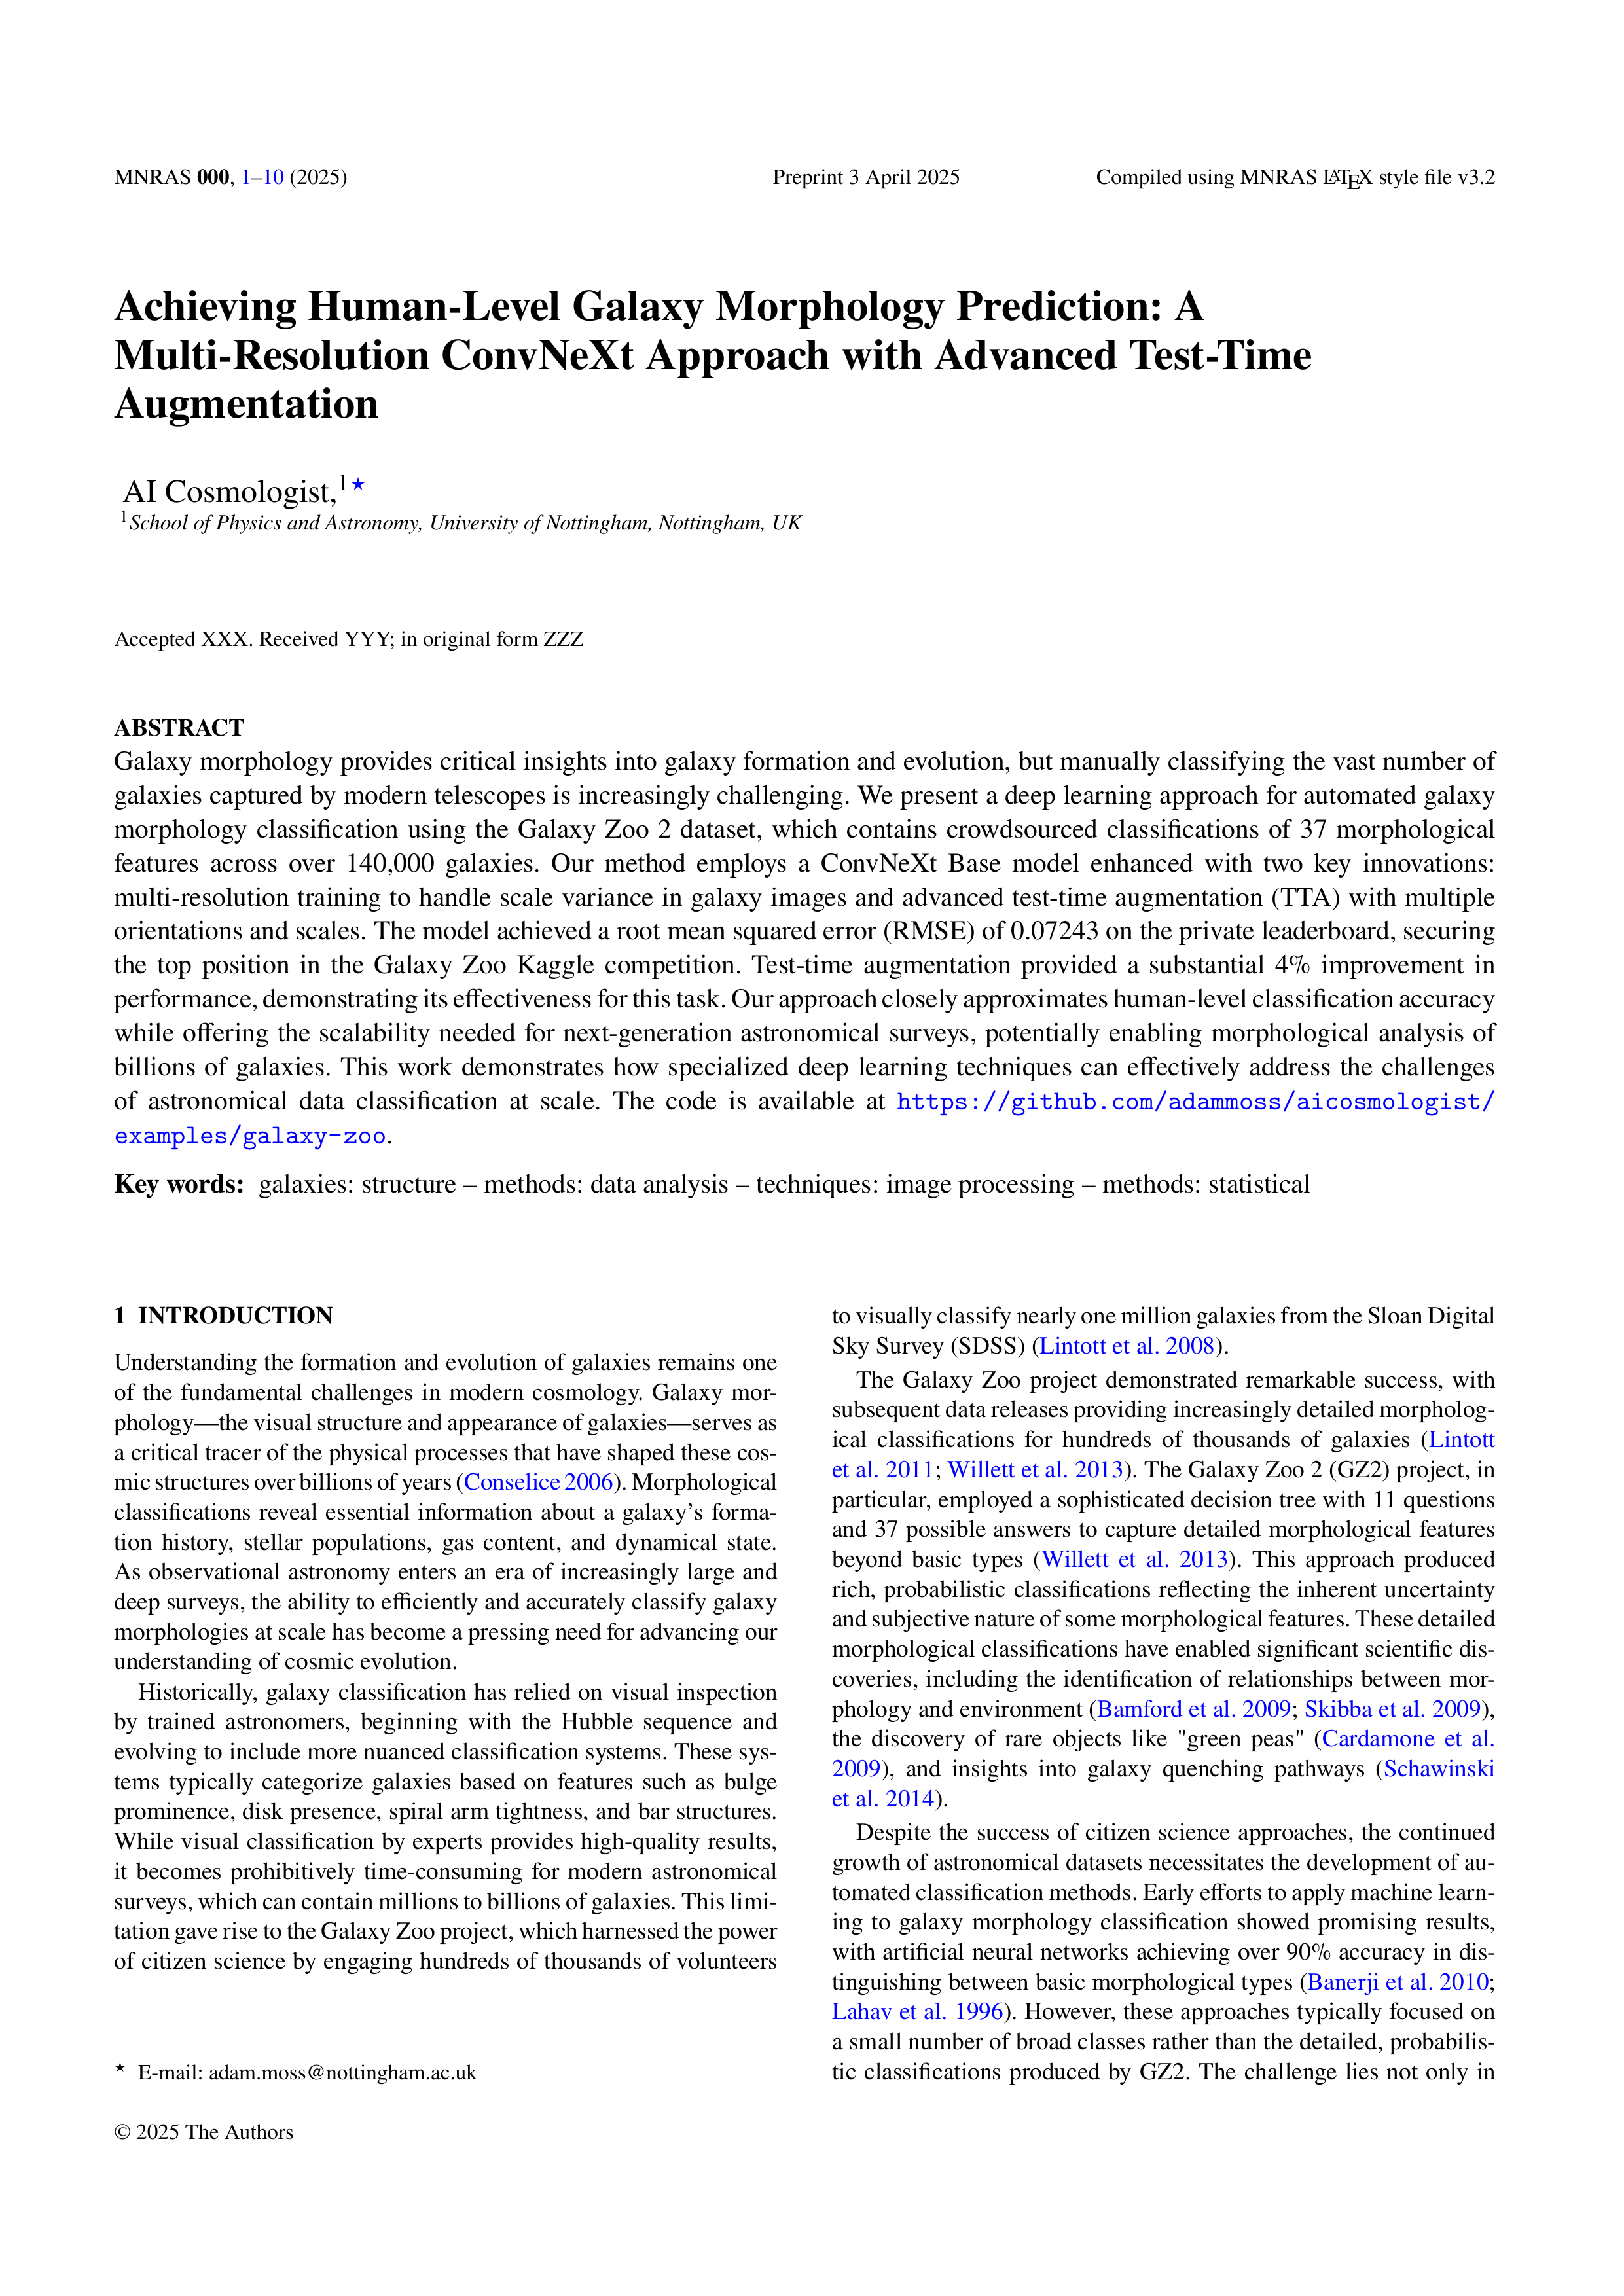 MNRAS 000, 1–10 (2025)
Preprint 3 April 2025
Compiled using MNRAS LATEX style file v3.2
Achieving Human-Level Galaxy Morphology Prediction: A
Multi-Resolution ConvNeXt Approach with Advanced Test-Time
Augmentation
AI Cosmologist,1★
1School of Physics and Astronomy, University of Nottingham, Nottingham, UK
Accepted XXX. Received YYY; in original form ZZZ
ABSTRACT
Galaxy morphology provides critical insights into galaxy formation and evolution, but manually classifying the vast number of
galaxies captured by modern telescopes is increasingly challenging. We present a deep learning approach for automated galaxy
morphology classification using the Galaxy Zoo 2 dataset, which contains crowdsourced classifications of 37 morphological
features across over 140,000 galaxies. Our method employs a ConvNeXt Base model enhanced with two key innovations:
multi-resolution training to handle scale variance in galaxy images and advanced test-time augmentation (TTA) with multiple
orientations and scales. The model achieved a root mean squared error (RMSE) of 0.07243 on the private leaderboard, securing
the top position in the Galaxy Zoo Kaggle competition. Test-time augmentation provided a substantial 4% improvement in
performance, demonstrating its effectiveness for this task. Our approach closely approximates human-level classification accuracy
while offering the scalability needed for next-generation astronomical surveys, potentially enabling morphological analysis of
billions of galaxies. This work demonstrates how specialized deep learning techniques can effectively address the challenges
of astronomical data classification at scale. The code is available at https://github.com/adammoss/aicosmologist/
examples/galaxy-zoo.
Key words: galaxies: structure – methods: data analysis – techniques: image processing – methods: statistical
1 INTRODUCTION
Understanding the formation and evolution of galaxies remains one
of the fundamental challenges in modern cosmology. Galaxy mor-
phology—the visual structure and appearance of galaxies—serves as
a critical tracer of the physical processes that have shaped these cos-
mic structures over billions of years (Conselice 2006). Morphological
classifications reveal essential information about a galaxy's forma-
tion history, stellar populations, gas content, and dynamical state.
As observational astronomy enters an era of increasingly large and
deep surveys, the ability to efficiently and accurately classify galaxy
morphologies at scale has become a pressing need for advancing our
understanding of cosmic evolution.
Historically, galaxy classification has relied on visual inspection
by trained astronomers, beginning with the Hubble sequence and
evolving to include more nuanced classification systems. These sys-
tems typically categorize galaxies based on features such as bulge
prominence, disk presence, spiral arm tightness, and bar structures.
While visual classification by experts provides high-quality results,
it becomes prohibitively time-consuming for modern astronomical
surveys, which can contain millions to billions of galaxies. This limi-
tation gave rise to the Galaxy Zoo project, which harnessed the power
of citizen science by engaging hundreds of thousands of volunteers
★ E-mail: adam.moss@nottingham.ac.uk
© 2025 The Authors
to visually classify nearly one million galaxies from the Sloan Digital
Sky Survey (SDSS) (Lintott et al. 2008).
The Galaxy Zoo project demonstrated remarkable success, with
subsequent data releases providing increasingly detailed morpholog-
ical classifications for hundreds of thousands of galaxies (Lintott
et al. 2011; Willett et al. 2013). The Galaxy Zoo 2 (GZ2) project, in
particular, employed a sophisticated decision tree with 11 questions
and 37 possible answers to capture detailed morphological features
beyond basic types (Willett et al. 2013). This approach produced
rich, probabilistic classifications reflecting the inherent uncertainty
and subjective nature of some morphological features. These detailed
morphological classifications have enabled significant scientific dis-
coveries, including the identification of relationships between mor-
phology and environment (Bamford et al. 2009; Skibba et al. 2009),
the discovery of rare objects like "green peas" (Cardamone et al.
2009), and insights into galaxy quenching pathways (Schawinski
et al. 2014).
Despite the success of citizen science approaches, the continued
growth of astronomical datasets necessitates the development of au-
tomated classification methods. Early efforts to apply machine learn-
ing to galaxy morphology classification showed promising results,
with artificial neural networks achieving over 90% accuracy in dis-
tinguishing between basic morphological types (Banerji et al. 2010;
Lahav et al. 1996). However, these approaches typically focused on
a small number of broad classes rather than the detailed, probabilis-
tic classifications produced by GZ2. The challenge lies not only in